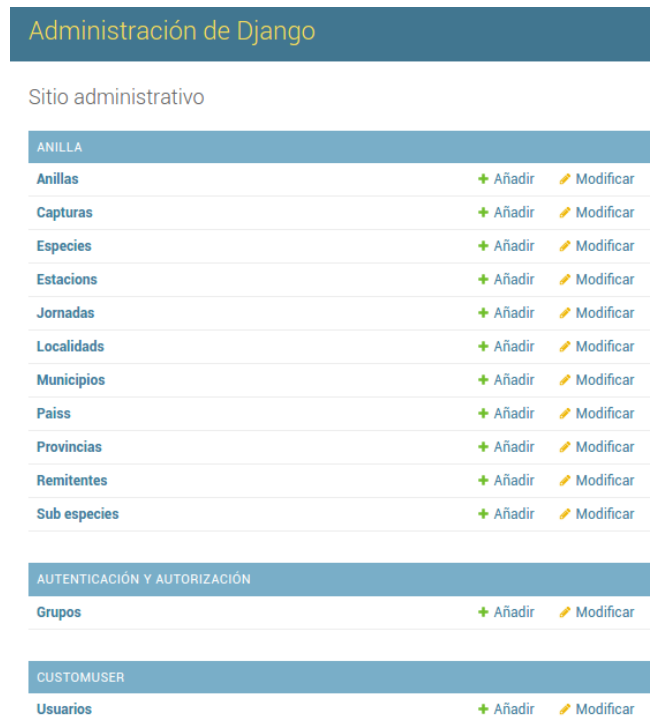 Administración de Django
Sitio administrativo
ANILLA
Anillas Añadir Modificar
Capturas Añadir Modificar
Especies Añadir Modificar
Estacions Añadir Modificar
Jornadas Añadir Modificar
Localidads Añadir Modificar
Municipios Añadir Modificar
Paiss Añadir Modificar
Provincias Añadir Modificar
Remitentes Añadir Modificar
Sub especies Añadir Modificar
AUTENTICACIÓN Y AUTORIZACIÓN
Grupos Añadir Modificar
CUSTOMUSER
Usuarios Añadir Modificar